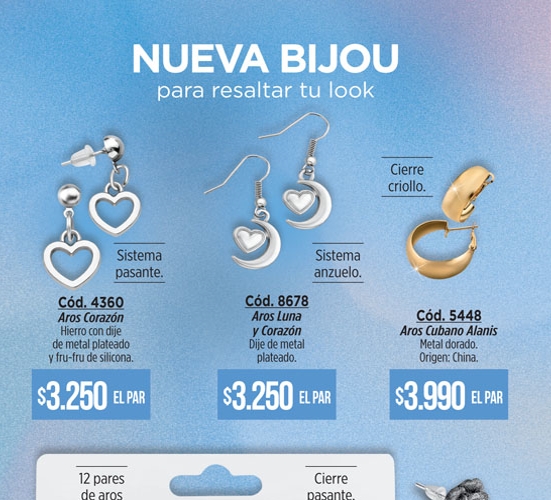 NUEVA BIJOU
para resaltar tu look
Sistema
pasante.
Cód. 4360
Aros Corazón
Hierro con dije
de metal plateado
y fru-fru de silicona.
$3.250 EL PAR
Sistema
anzuelo.
Cód. 8678
Aros Luna
y Corazón
Dije de metal
plateado.
$3.250 EL PAR
Cierre
criollo.
Cód. 5448
Aros Cubano Alanis
Metal dorado.
Origen: China.
$3.990 EL PAR
12 pares
de aros
Cierre
pasante.